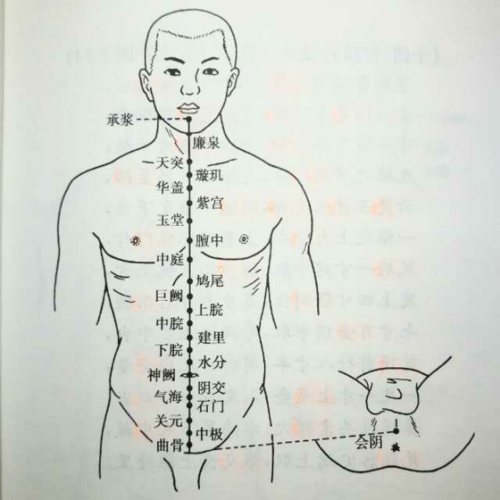 承浆
廉泉
天突
璇玑
华盖
紫宫
玉堂
膻中
中庭
鸠尾
巨阙
上脘
中脘
建里
下脘
水分
神阙
阴交
气海
石门
关元
中极
曲骨
会阴